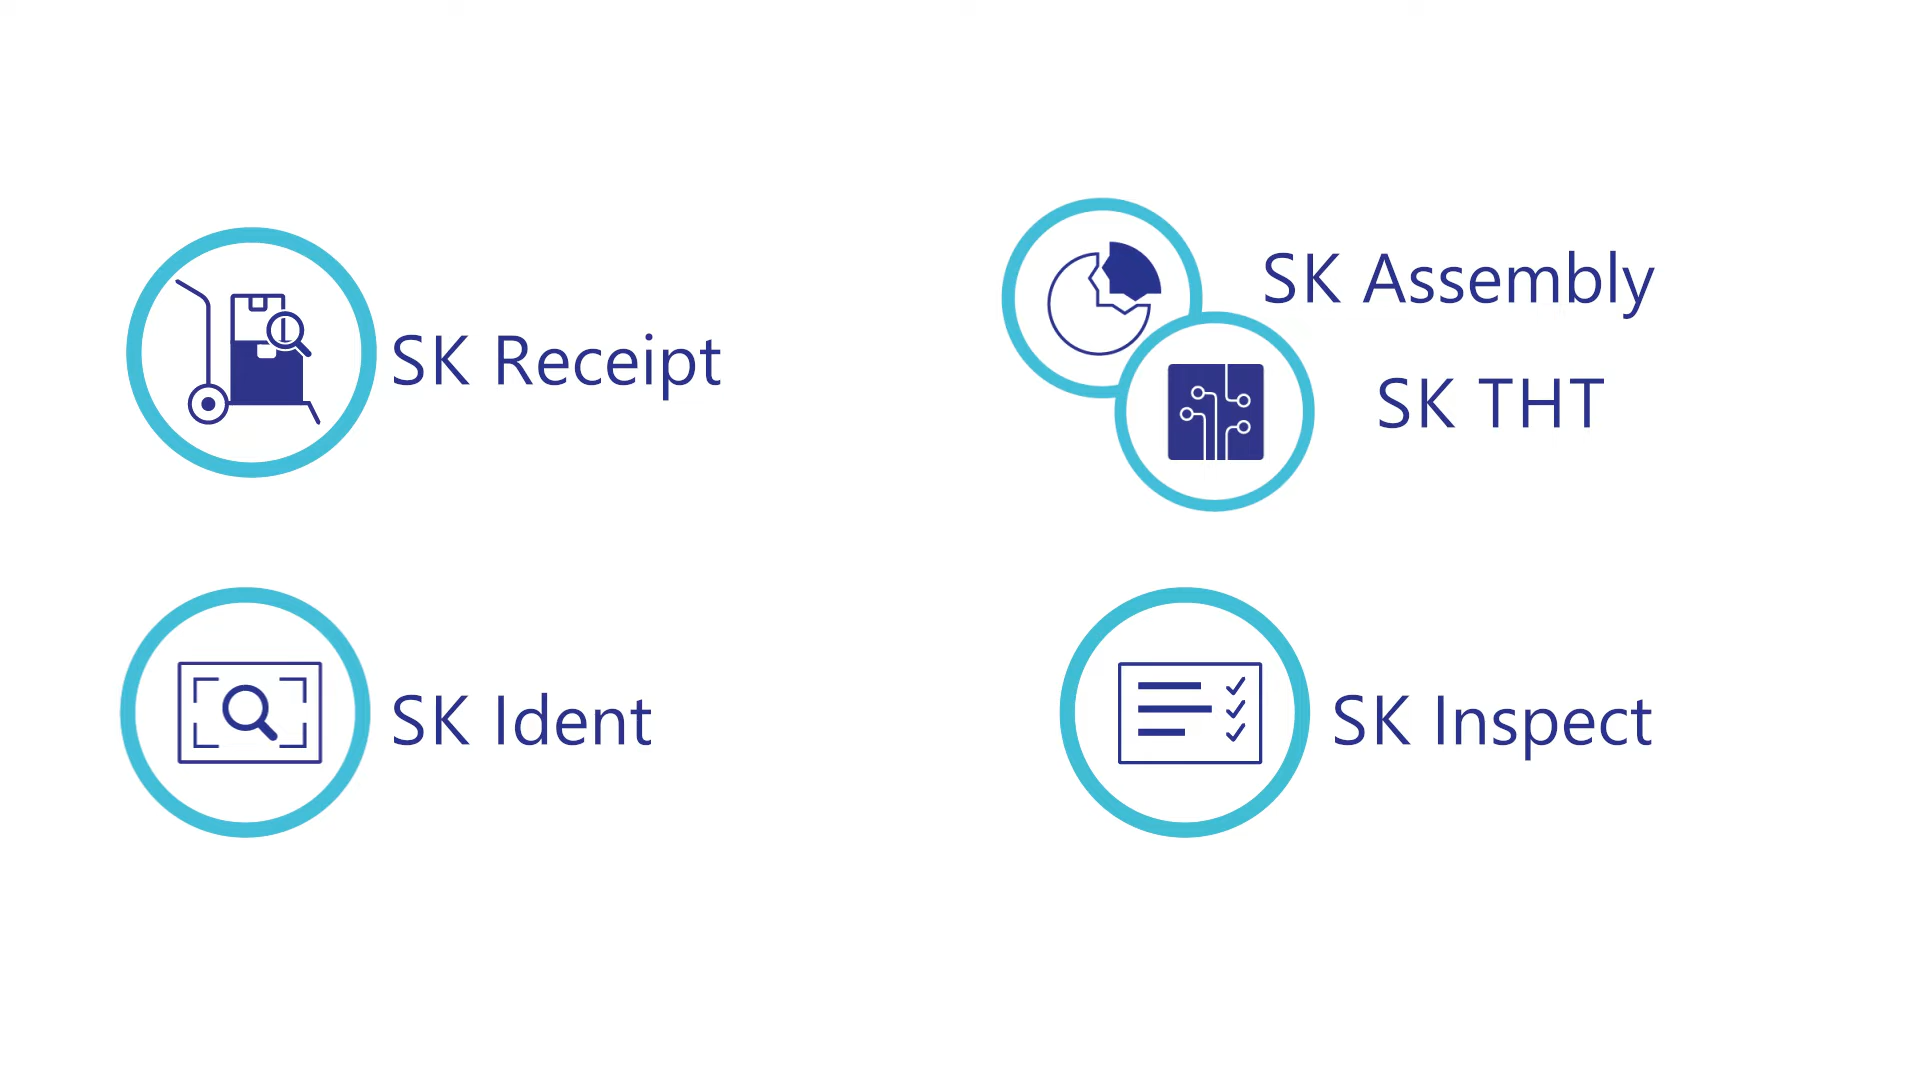 SK Receipt
SK Assembly
SK THT
SK Ident
SK Inspect